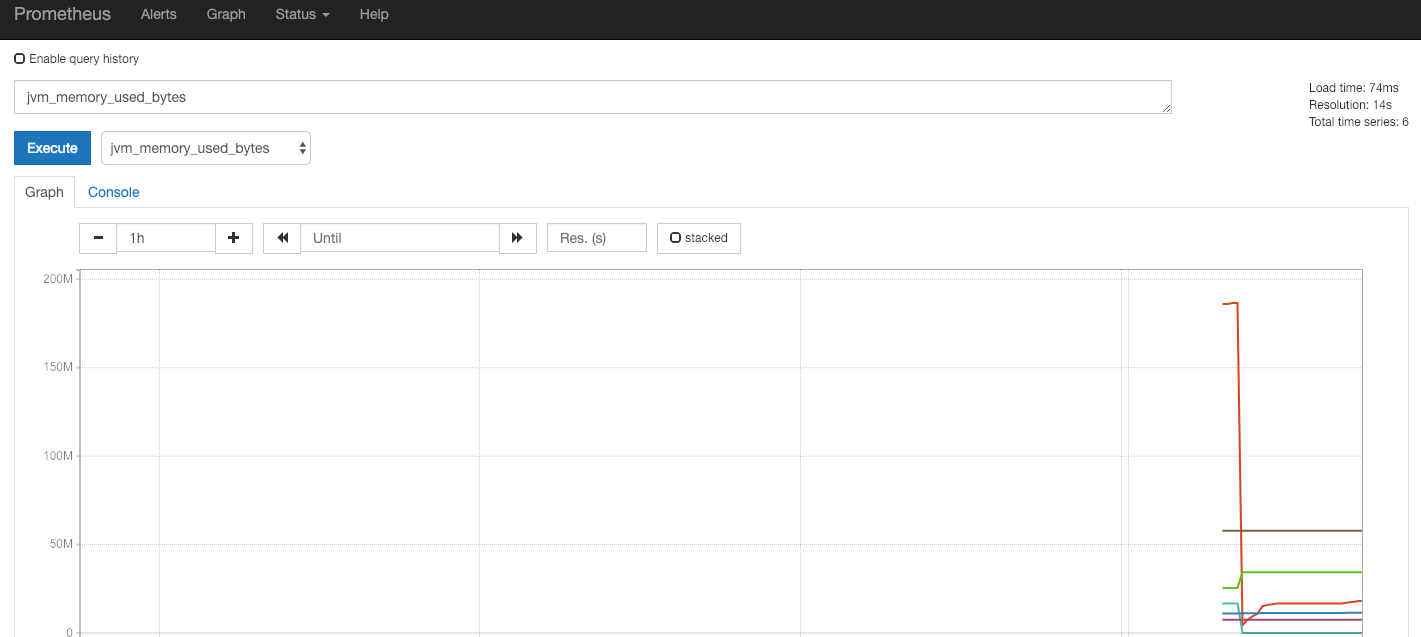 Prometheus Alerts Graph Status Help
Enable query history
jvm_memory_used_bytes
Load time: 74ms
Resolution: 14s
Total time series: 6
Execute jvm_memory_used_bytes
Graph Console
1h Until Res. (s) stacked
200M
150M
100M
50M
0